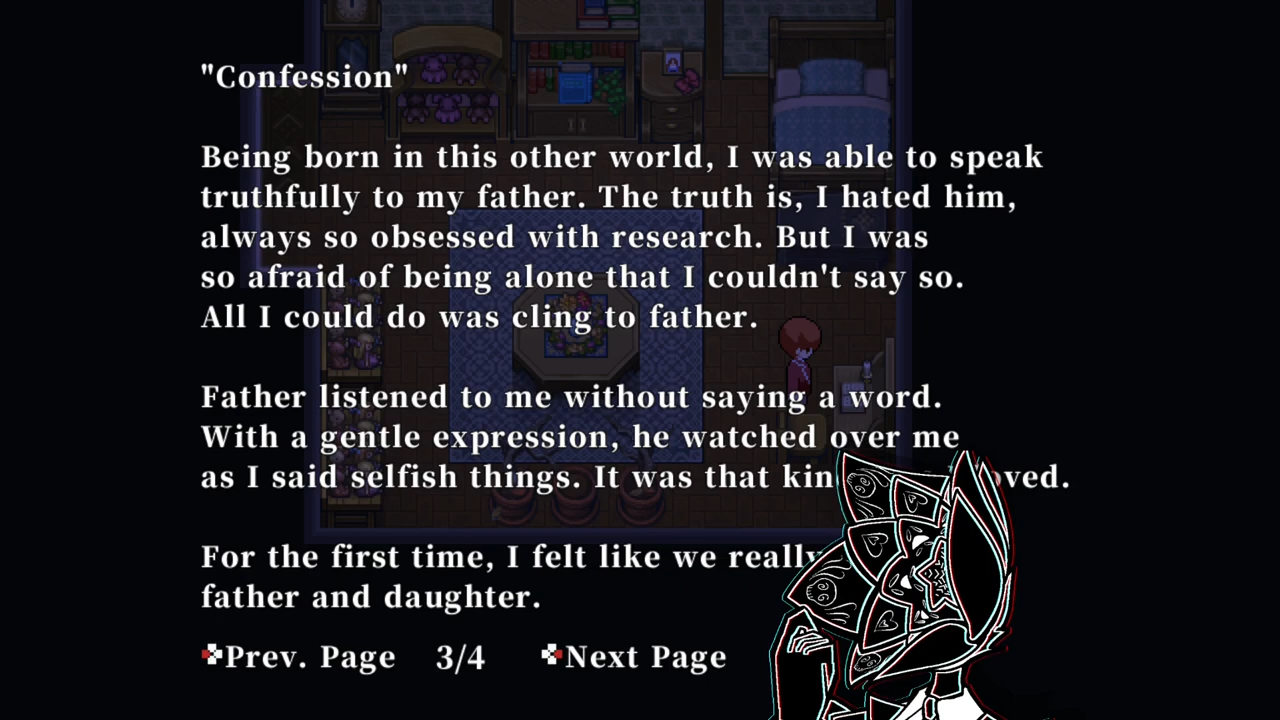 "Confession"
Being born in this other world, I was able to speak
truthfully to my father. The truth is, I hated him,
always so obsessed with research. But I was
so afraid of being alone that I couldn't say so.
All I could do was cling to father.
Father listened to me without saying a word.
With a gentle expression, he watched over me
as I said selfish things. It was that
For the first time, I felt like we really
father and daughter.
Prev. Page 3/4 Next Page